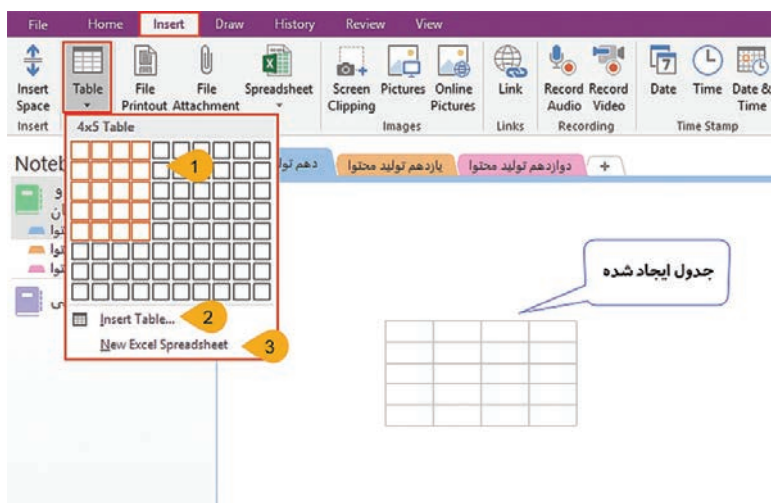 File Home Insert Draw History Review View
Insert Space
Table
File Printout
File Attachment
Spreadsheet
Screen Clipping
Pictures
Online Pictures
Link
Record Audio
Record Video
Date
Time
Date & Time
Insert
Images
Links
Recording
Time Stamp
4x5 Table
1
Insert Table...
2
New Excel Spreadsheet
3
یازدهم تولید محتوا
دوازدهم تولید محتوا
+
جدول ایجاد شده